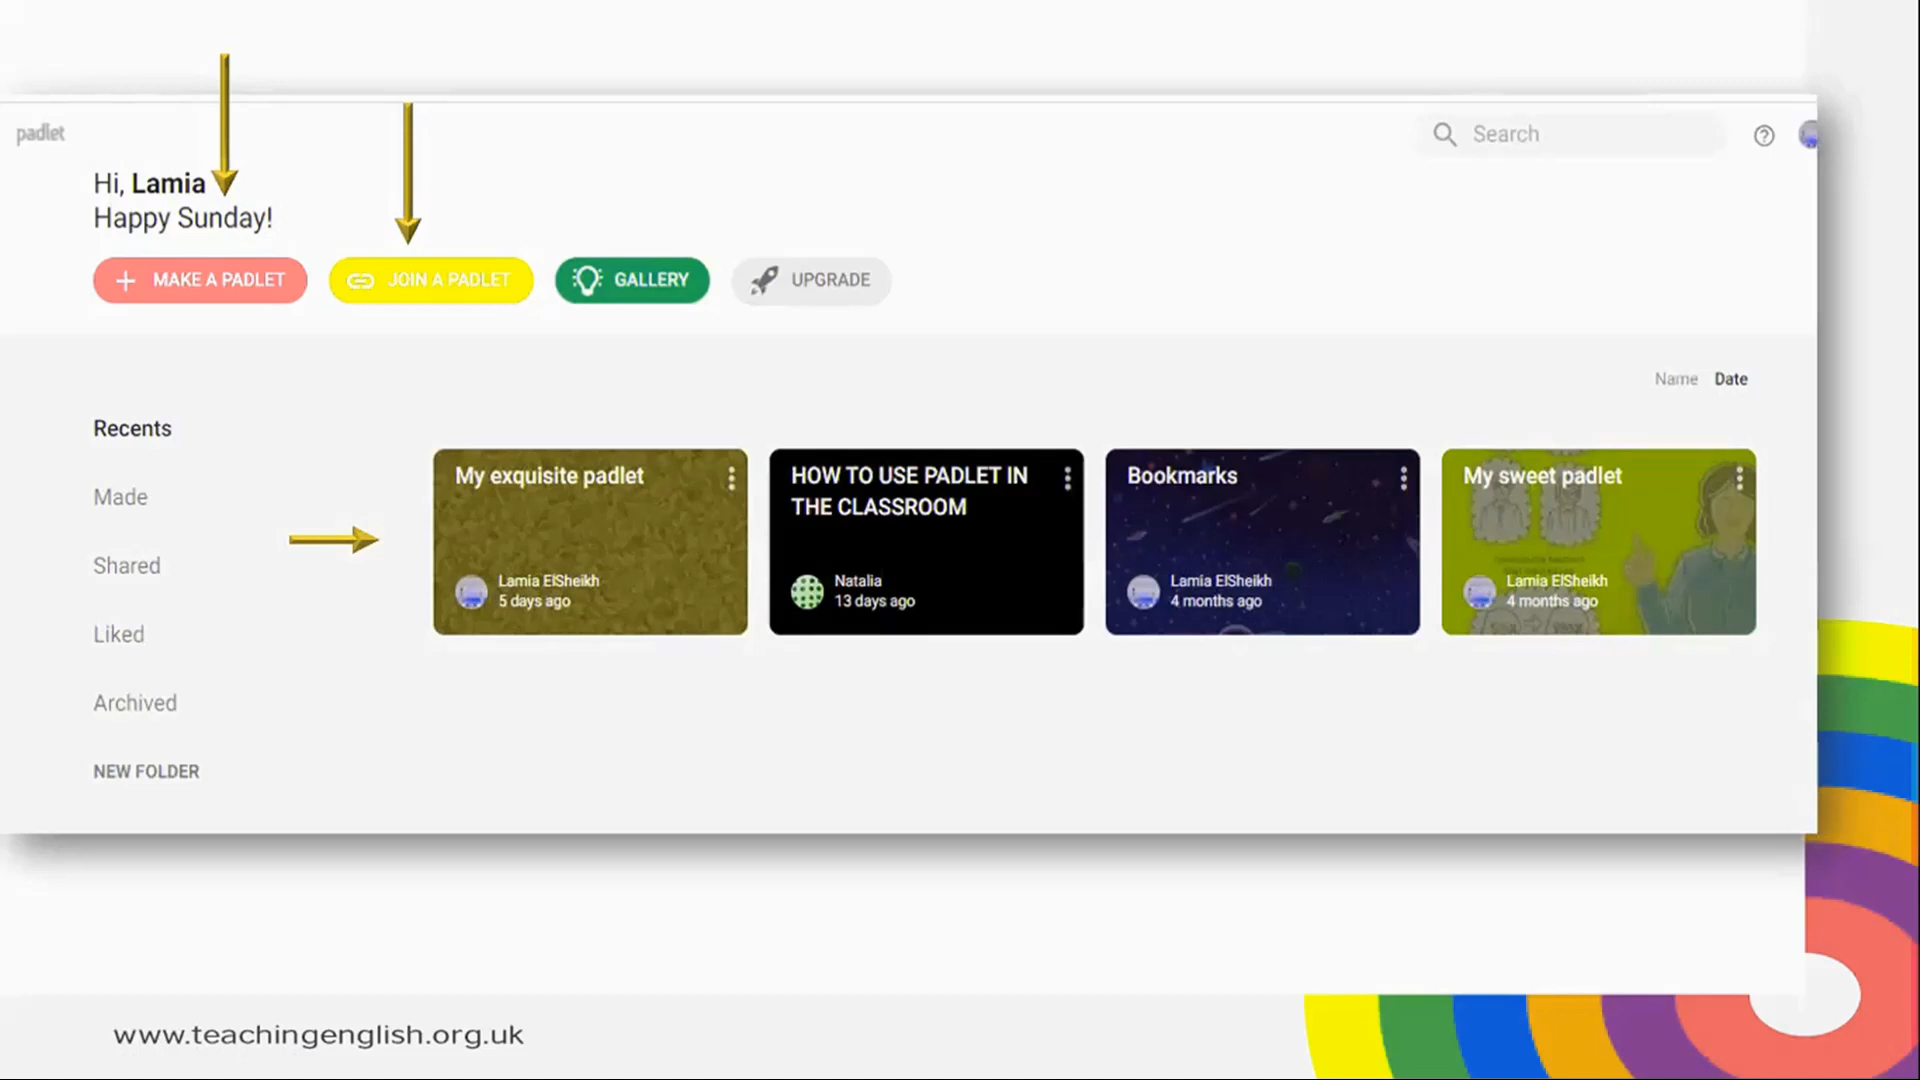 padlet
Search
Hi, Lamia
Happy Sunday!
MAKE A PADLET
JOIN A PADLET
GALLERY
UPGRADE
Name Date
Recents
Made
Shared
Liked
Archived
NEW FOLDER
My exquisite padlet
Lamia ElSheikh
5 days ago
HOW TO USE PADLET IN
THE CLASSROOM
Natalia
13 days ago
Bookmarks
Lamia ElSheikh
4 months ago
My sweet padlet
Lamia ElSheikh
4 months ago
www.teachingenglish.org.uk